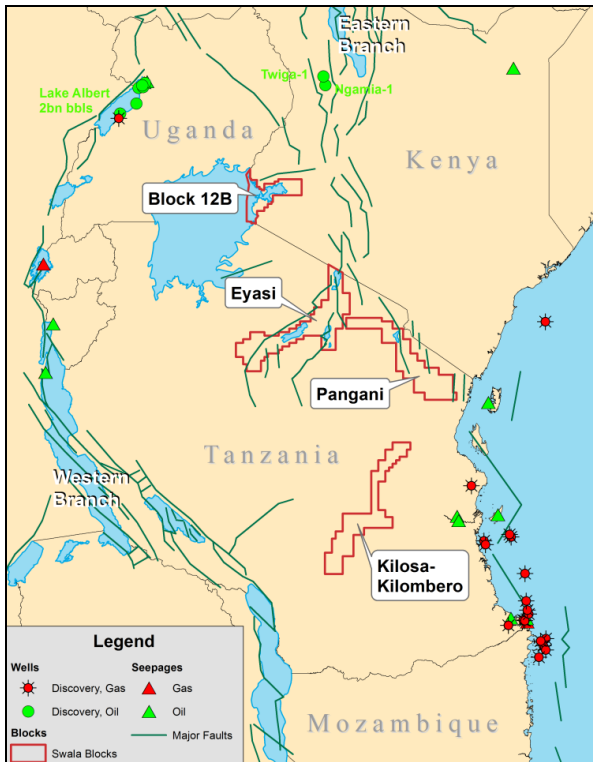 Eastern
Branch
Twiga-1
Ngamia-1
Lake Albert
2bn bbls
Uganda
Kenya
Block 12B
Eyasi
Pangani
Tanzania
Western
Branch
Kilosa-
Kilombero
Mozambique
Legend
Wells
Seepages
Discovery, Gas
Gas
Discovery, Oil
Oil
Blocks
Major Faults
Swala Blocks